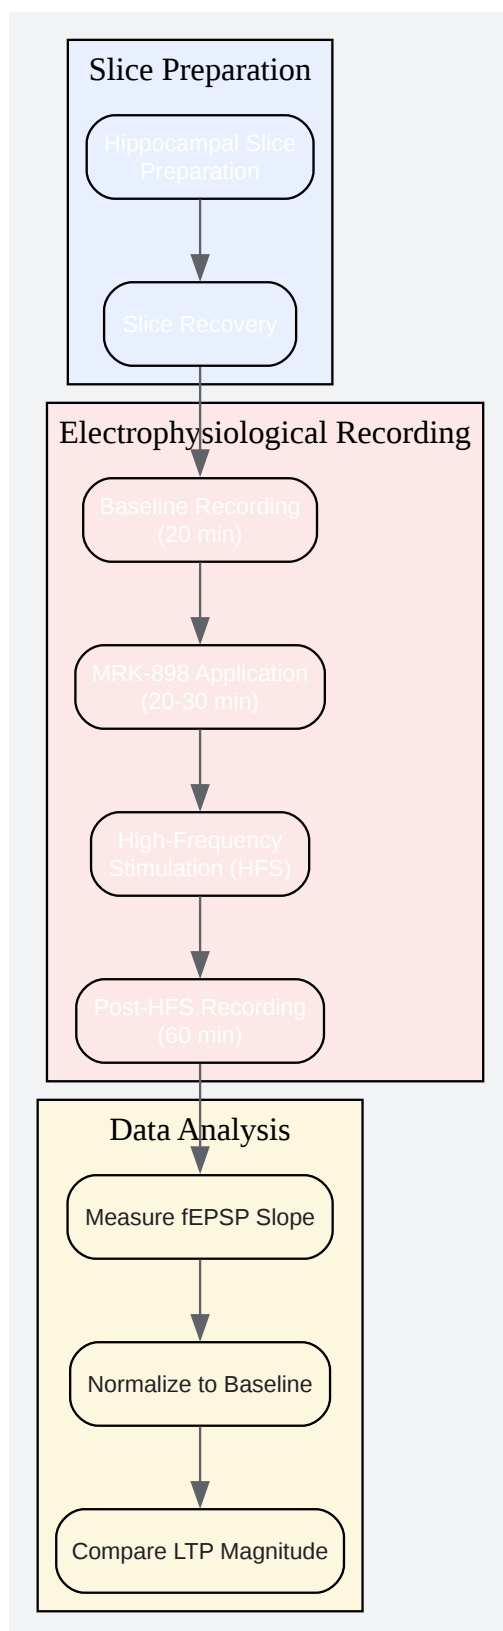 Slice Preparation
Hippocampal Slice
Preparation
Slice Recovery
Electrophysiological Recording
Baseline Recording
(20 min)
MRK-898 Application
(20-30 min)
High-Frequency
Stimulation (HFS)
Post-HFS Recording
(60 min)
Data Analysis
Measure fEPSP Slope
Normalize to Baseline
Compare LTP Magnitude